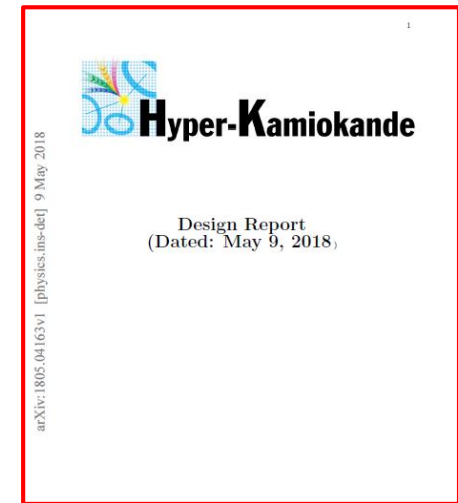 1
Hyper-Kamiokande
Design Report
(Dated: May 9, 2018)
arXiv:1805.04163v1 [physics.ins-det] 9 May 2018